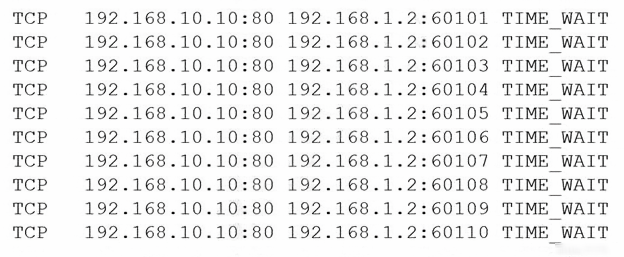 TCP 192.168.10.10:80 192.168.1.2:60101 TIME_WAIT
TCP 192.168.10.10:80 192.168.1.2:60102 TIME_WAIT
TCP 192.168.10.10:80 192.168.1.2:60103 TIME_WAIT
TCP 192.168.10.10:80 192.168.1.2:60104 TIME_WAIT
TCP 192.168.10.10:80 192.168.1.2:60105 TIME_WAIT
TCP 192.168.10.10:80 192.168.1.2:60106 TIME_WAIT
TCP 192.168.10.10:80 192.168.1.2:60107 TIME_WAIT
TCP 192.168.10.10:80 192.168.1.2:60108 TIME_WAIT
TCP 192.168.10.10:80 192.168.1.2:60109 TIME_WAIT
TCP 192.168.10.10:80 192.168.1.2:60110 TIME_WAIT